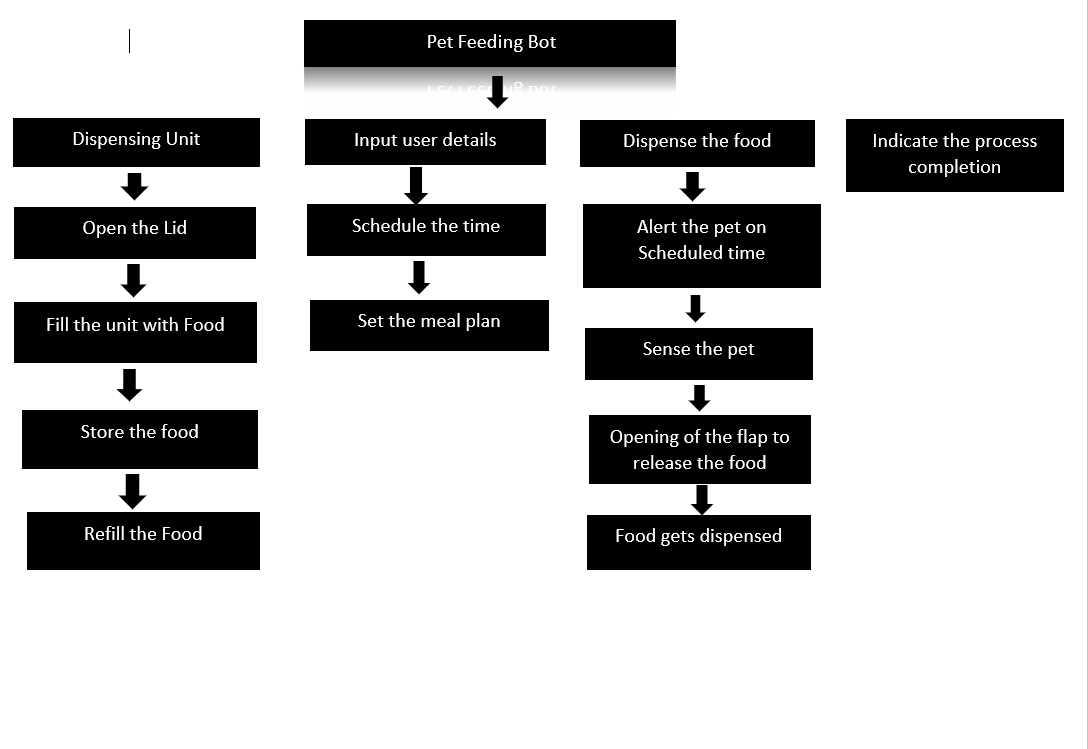 Pet Feeding Bot
Dispensing Unit
Open the Lid
Fill the unit with Food
Store the food
Refill the Food
Input user details
Schedule the time
Set the meal plan
Dispense the food
Alert the pet on
Scheduled time
Sense the pet
Opening of the flap to
release the food
Food gets dispensed
Indicate the process
completion